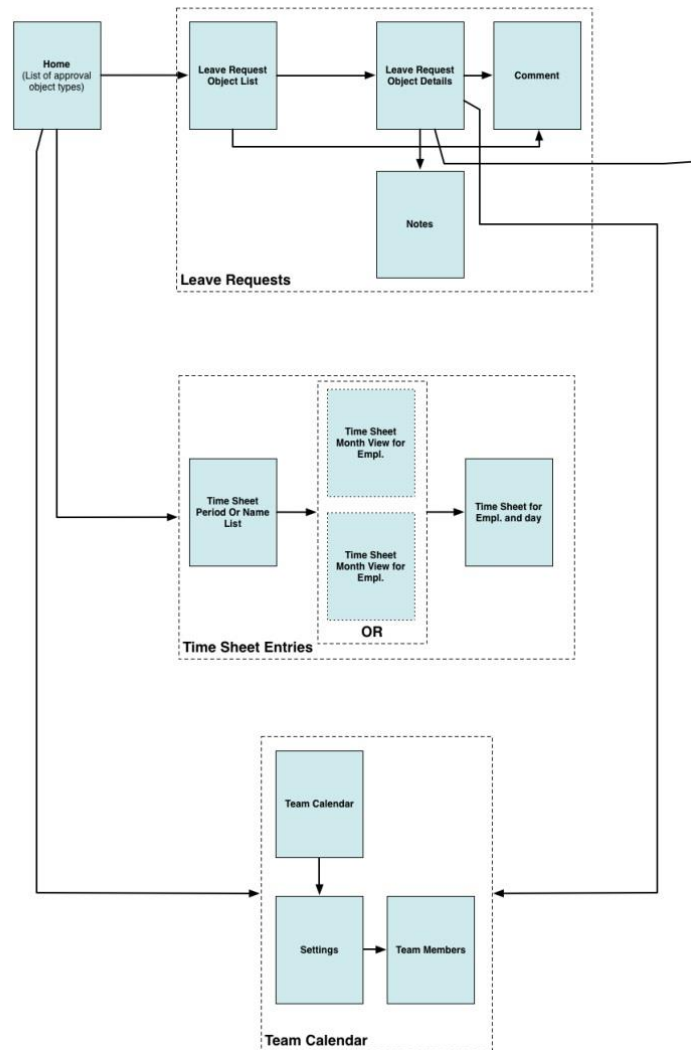 Home
(List of approval
object types)
Leave Request
Object List
Leave Request
Object Details
Comment
Notes
Leave Requests
Time Sheet
Period Or Name
List
Time Sheet
Month View for
Empl.
Time Sheet
Month View for
Empl.
OR
Time Sheet for
Empl. and day
Time Sheet Entries
Team Calendar
Settings
Team Members
Team Calendar